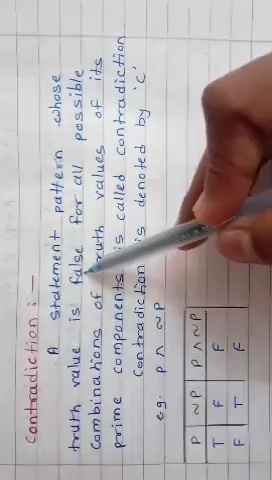 Contradiction :-
A statement pattern whose
truth value is false for all possible
combinations of truth values of its
prime components is called contradiction
contradiction is denoted by 'c'
eg. p ∧ ~p
P ~P P ∧ ~P
T F F
F T F